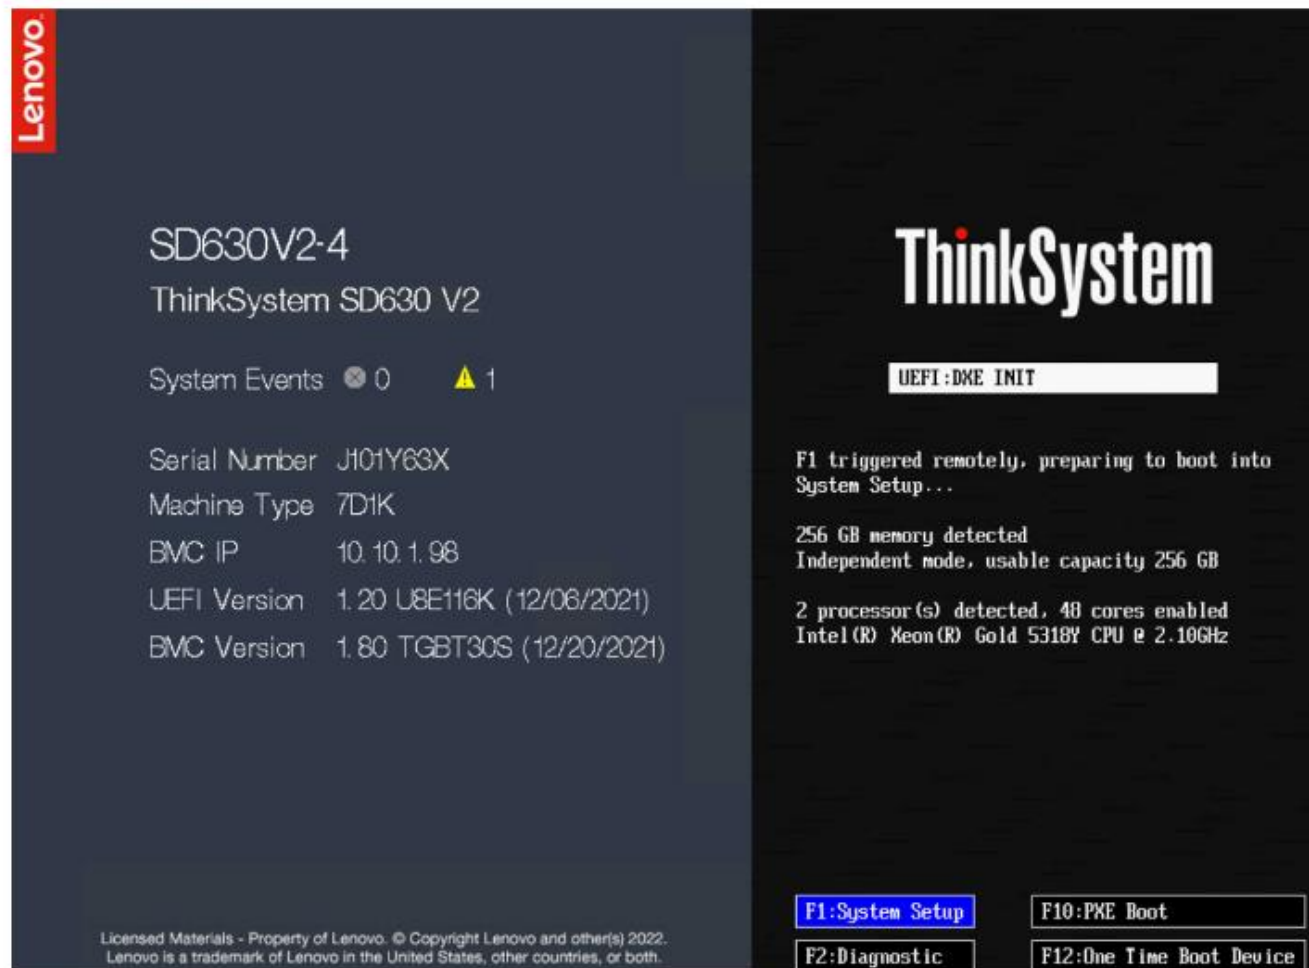 Lenovo
SD630V2-4
ThinkSystem SD630 V2
System Events 0 1
Serial Number J101Y63X
Machine Type 7D1K
BMC IP 10.10.1.98
UEFI Version 1.20 U8E116K (12/06/2021)
BMC Version 1.80 TGBT30S (12/20/2021)
Licensed Materials - Property of Lenovo. © Copyright Lenovo and other(s) 2022.
Lenovo is a trademark of Lenovo in the United States, other countries, or both.
ThinkSystem
UEFI:DXE INIT
F1 triggered remotely, preparing to boot into
System Setup...
256 GB memory detected
Independent mode, usable capacity 256 GB
2 processor(s) detected, 48 cores enabled
Intel(R) Xeon(R) Gold 5318Y CPU @ 2.10GHz
F1:System Setup
F10:PXE Boot
F2:Diagnostic
F12:One Time Boot Device